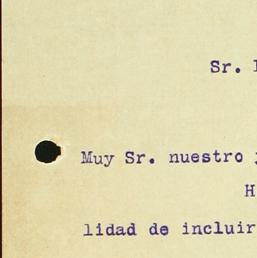 Sr.
Muy Sr. nuestro
H
lidad de incluir